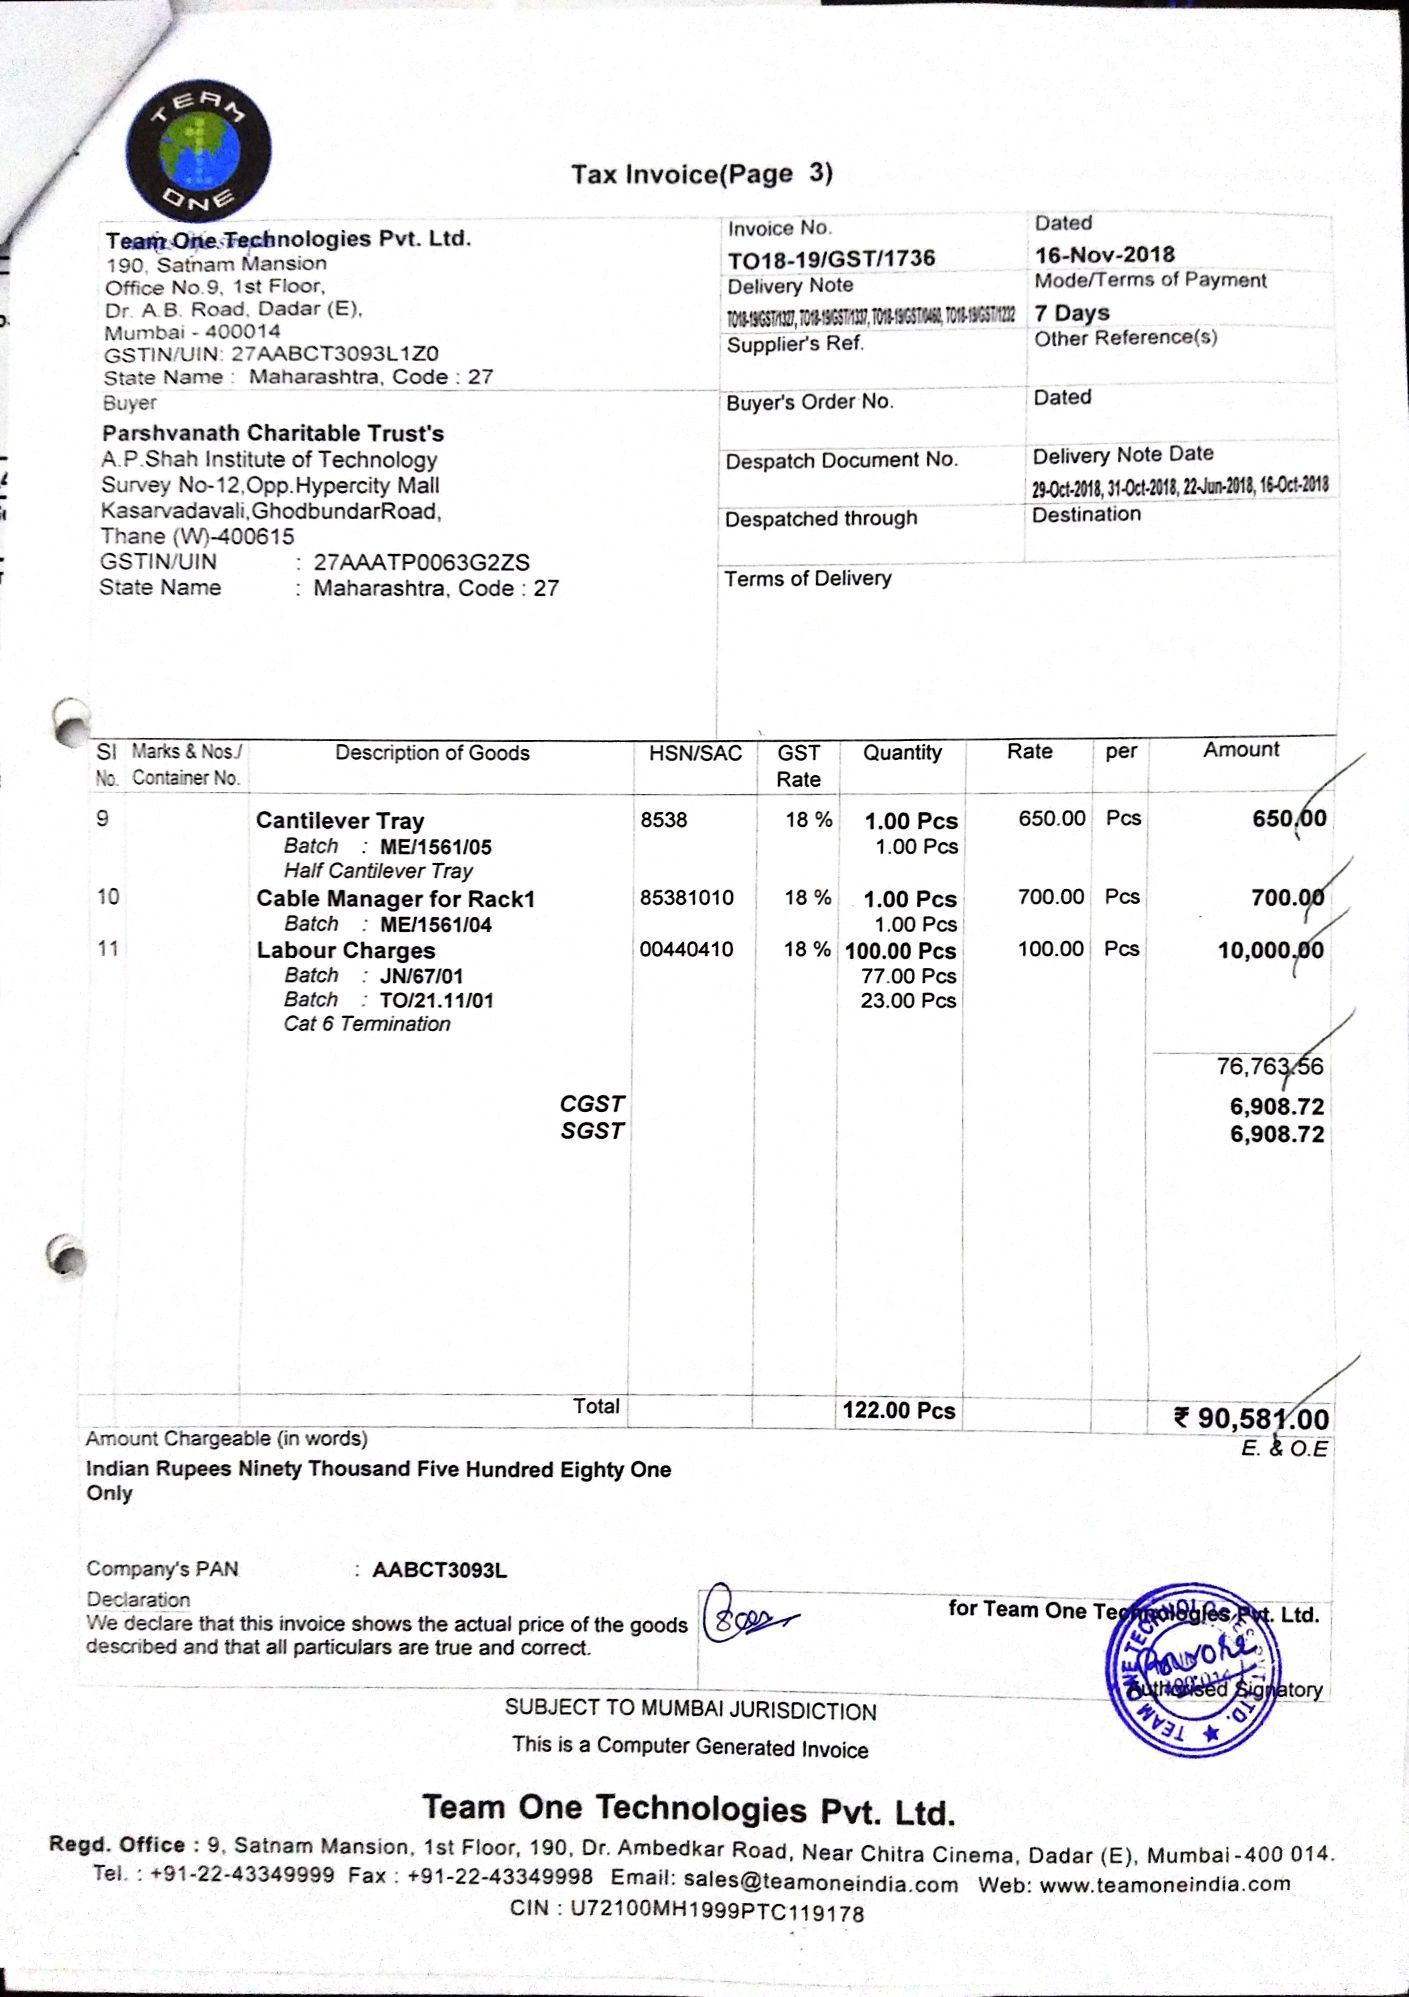 TEAM
ONE
Tax Invoice(Page 3)
Team One Technologies Pvt. Ltd.
190, Satnam Mansion
Office No.9, 1st Floor,
Dr. A.B. Road, Dadar (E),
Mumbai - 400014
GSTIN/UIN: 27AABCT3093L1Z0
State Name : Maharashtra, Code : 27
Invoice No.
TO18-19/GST/1736
Dated
16-Nov-2018
Delivery Note
TO18-19/GST/1327, TO18-19/GST/1337, TO18-19/GST/0460, TO18-19/GST/1232
Mode/Terms of Payment
7 Days
Supplier's Ref.
Other Reference(s)
Buyer
Parshvanath Charitable Trust's
A.P.Shah Institute of Technology
Survey No-12,Opp.Hypercity Mall
Kasarvadavali,GhodbundarRoad,
Thane (W)-400615
GSTIN/UIN : 27AAATP0063G2ZS
State Name : Maharashtra, Code : 27
Buyer's Order No.
Dated
Despatch Document No.
Delivery Note Date
29-Oct-2018, 31-Oct-2018, 22-Jun-2018, 16-Oct-2018
Despatched through
Destination
Terms of Delivery
Sl Marks & Nos./ Description of Goods HSN/SAC GST Quantity Rate per Amount
No. Container No. Rate
9 Cantilever Tray 8538 18 % 1.00 Pcs 650.00 Pcs 650.00
Batch : ME/1561/05 1.00 Pcs
Half Cantilever Tray
10 Cable Manager for Rack1 85381010 18 % 1.00 Pcs 700.00 Pcs 700.00
Batch : ME/1561/04 1.00 Pcs
11 Labour Charges 00440410 18 % 100.00 Pcs 100.00 Pcs 10,000.00
Batch : JN/67/01 77.00 Pcs
Batch : TO/21.11/01 23.00 Pcs
Cat 6 Termination
76,763.56
CGST 6,908.72
SGST 6,908.72
Total 122.00 Pcs ₹ 90,581.00
Amount Chargeable (in words) E. & O.E
Indian Rupees Ninety Thousand Five Hundred Eighty One
Only
Company's PAN : AABCT3093L
Declaration
We declare that this invoice shows the actual price of the goods
described and that all particulars are true and correct.
for Team One Technologies Pvt. Ltd.
TEAM ONE TECHNOLOGIES PVT. LTD.
Authorised Signatory
SUBJECT TO MUMBAI JURISDICTION
This is a Computer Generated Invoice
Team One Technologies Pvt. Ltd.
Regd. Office : 9, Satnam Mansion, 1st Floor, 190, Dr. Ambedkar Road, Near Chitra Cinema, Dadar (E), Mumbai-400 014.
Tel. : +91-22-43349999 Fax : +91-22-43349998 Email: sales@teamoneindia.com Web: www.teamoneindia.com
CIN : U72100MH1999PTC119178